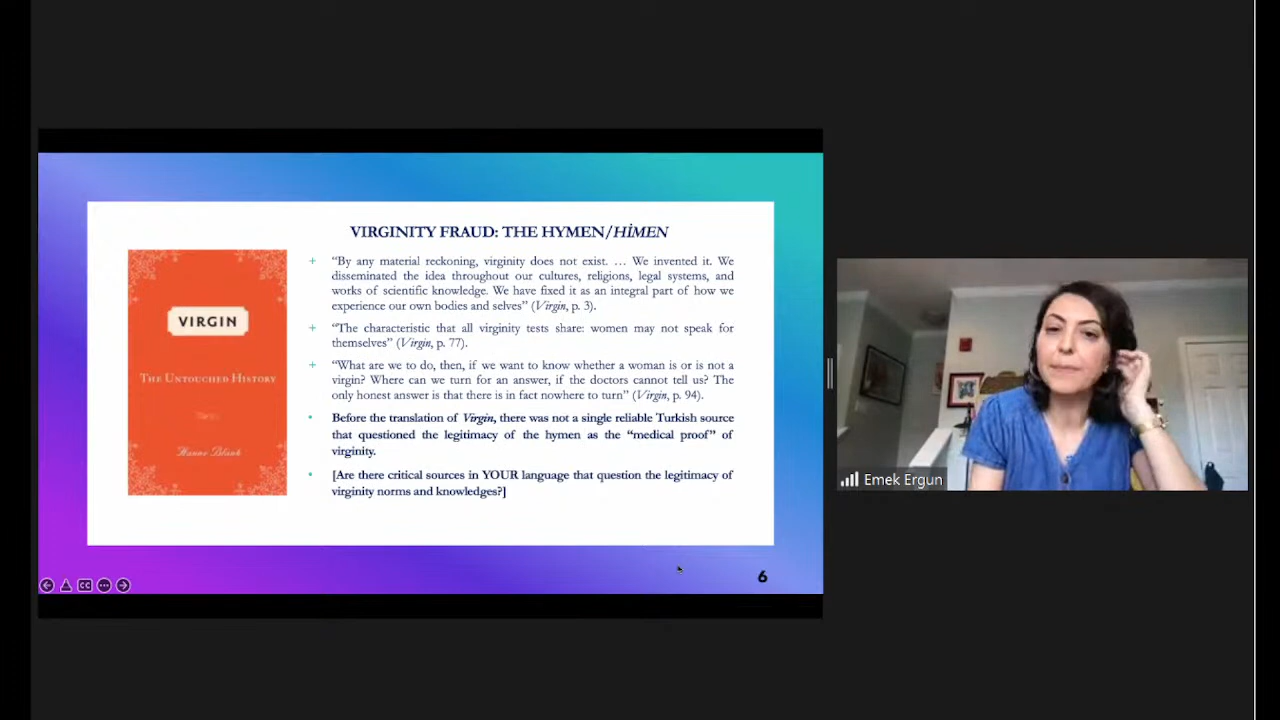 VIRGINITY FRAUD: THE HYMEN/HİMEN
+ “By any material reckoning, virginity does not exist. … We invented it. We
disseminated the idea throughout our cultures, religions, legal systems, and
works of scientific knowledge. We have fixed it as an integral part of how we
experience our own bodies and selves” (Virgin, p. 3).
+ “The characteristic that all virginity tests share: women may not speak for
themselves” (Virgin, p. 77).
+ “What are we to do, then, if we want to know whether a woman is or is not a
virgin? Where can we turn for an answer, if the doctors cannot tell us? The
only honest answer is that there is in fact nowhere to turn” (Virgin, p. 94).
• Before the translation of Virgin, there was not a single reliable Turkish source
that questioned the legitimacy of the hymen as the “medical proof” of
virginity.
• [Are there critical sources in YOUR language that question the legitimacy of
virginity norms and knowledges?]
VIRGIN
THE UNTOUCHED HISTORY
Hanne Blank
CC
6
Emek Ergun